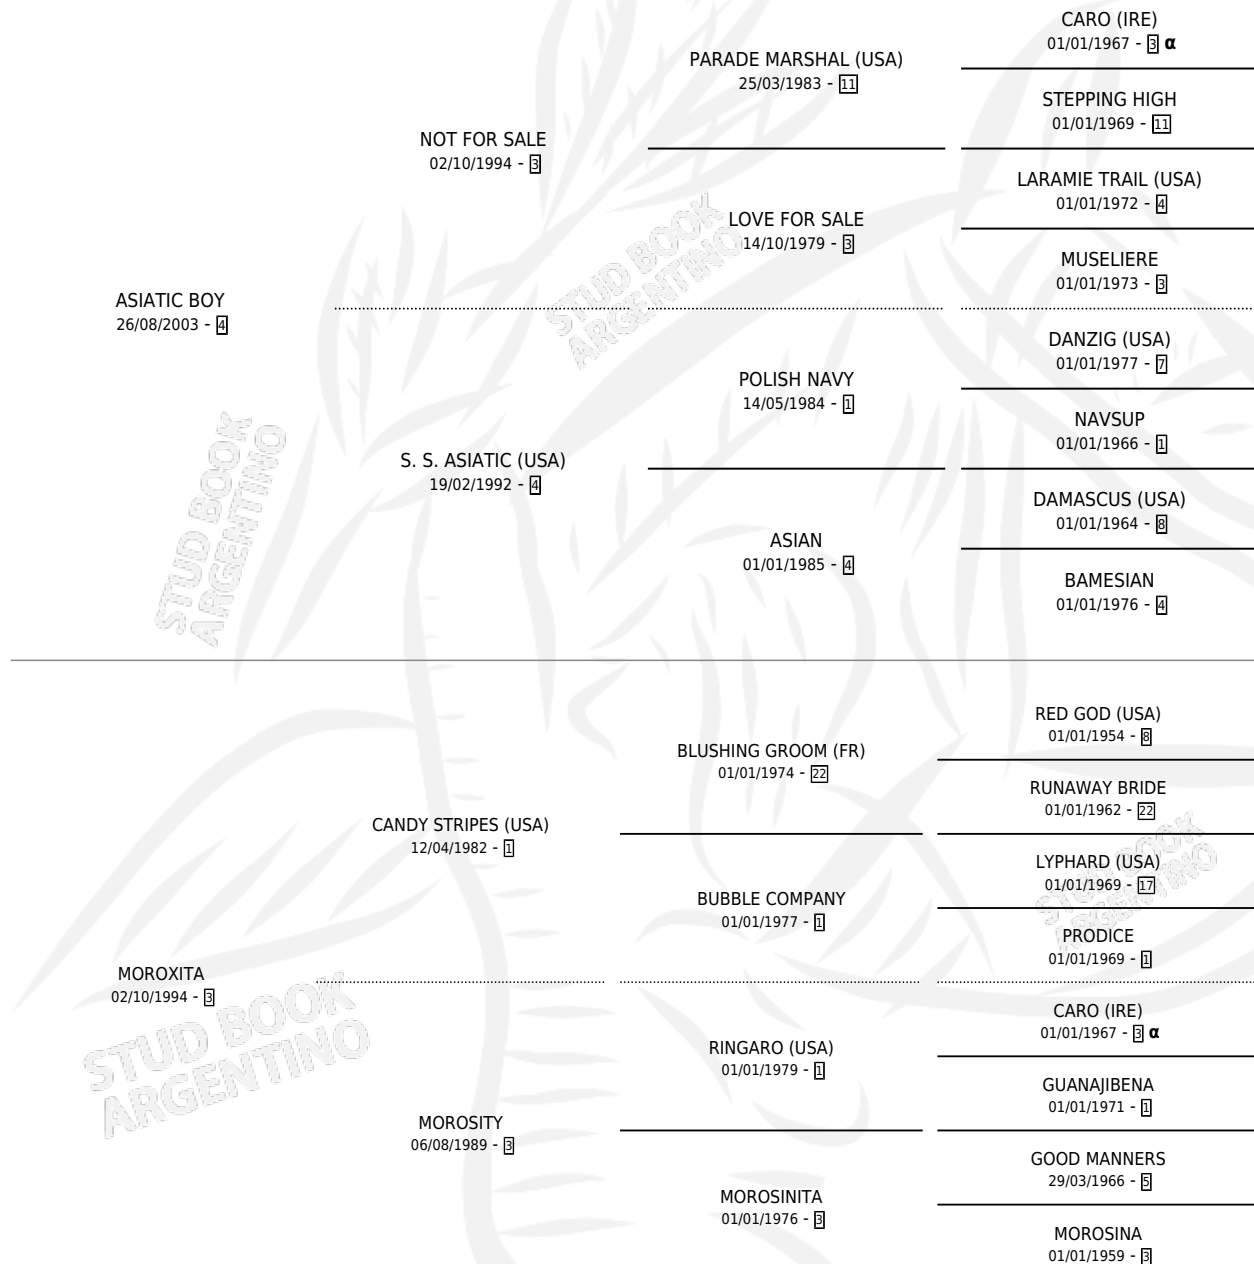 CARO (IRE)
01/01/1967 - 3 α
PARADE MARSHAL (USA)
25/03/1983 - 11
STEPPING HIGH
01/01/1969 - 11
NOT FOR SALE
02/10/1994 - 3
LARAMIE TRAIL (USA)
01/01/1972 - 4
LOVE FOR SALE
14/10/1979 - 3
MUSELIERE
01/01/1973 - 3
ASIATIC BOY
26/08/2003 - 4
DANZIG (USA)
01/01/1977 - 7
POLISH NAVY
14/05/1984 - 1
NAVSUP
01/01/1966 - 1
S. S. ASIATIC (USA)
19/02/1992 - 4
DAMASCUS (USA)
01/01/1964 - 8
ASIAN
01/01/1985 - 4
BAMESIAN
01/01/1976 - 4
RED GOD (USA)
01/01/1954 - 8
BLUSHING GROOM (FR)
01/01/1974 - 22
RUNAWAY BRIDE
01/01/1962 - 22
CANDY STRIPES (USA)
12/04/1982 - 1
LYPHARD (USA)
01/01/1969 - 17
BUBBLE COMPANY
01/01/1977 - 1
PRODICE
01/01/1969 - 1
MOROXITA
02/10/1994 - 3
CARO (IRE)
01/01/1967 - 3 α
RINGARO (USA)
01/01/1979 - 1
GUANAJIBENA
01/01/1971 - 1
MOROSITY
06/08/1989 - 3
GOOD MANNERS
29/03/1966 - 5
MOROSINITA
01/01/1976 - 3
MOROSINA
01/01/1959 - 3
STUD BOOK
ARGENTINO
STUD BOOK
ARGENTINO
STUD BOOK
ARGENTINO
STUD BOOK
ARGENTINO